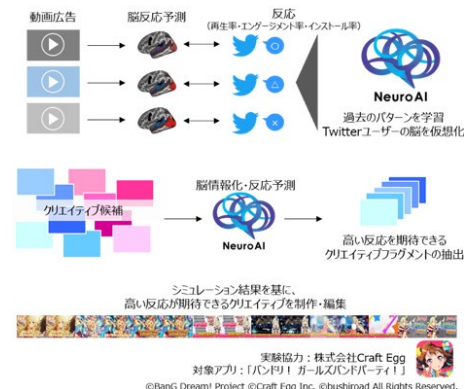 動画広告
脳反応予測
反応
(再生率・エンゲージメント率・インストール率)
NeuroAI
過去のパターンを学習
Twitterユーザーの脳を仮想化
クリエイティブ候補
脳情報化・反応予測
NeuroAI
高い反応を期待できる
クリエイティブフラグメントの抽出
シミュレーション結果を基に、
高い反応が期待できるクリエイティブを制作・編集
実験協力：株式会社Craft Egg
対象アプリ：「バンドリ！ ガールズバンドパーティ！」
©BanG Dream! Project ©Craft Egg Inc. ©bushiroad All Rights Reserved.